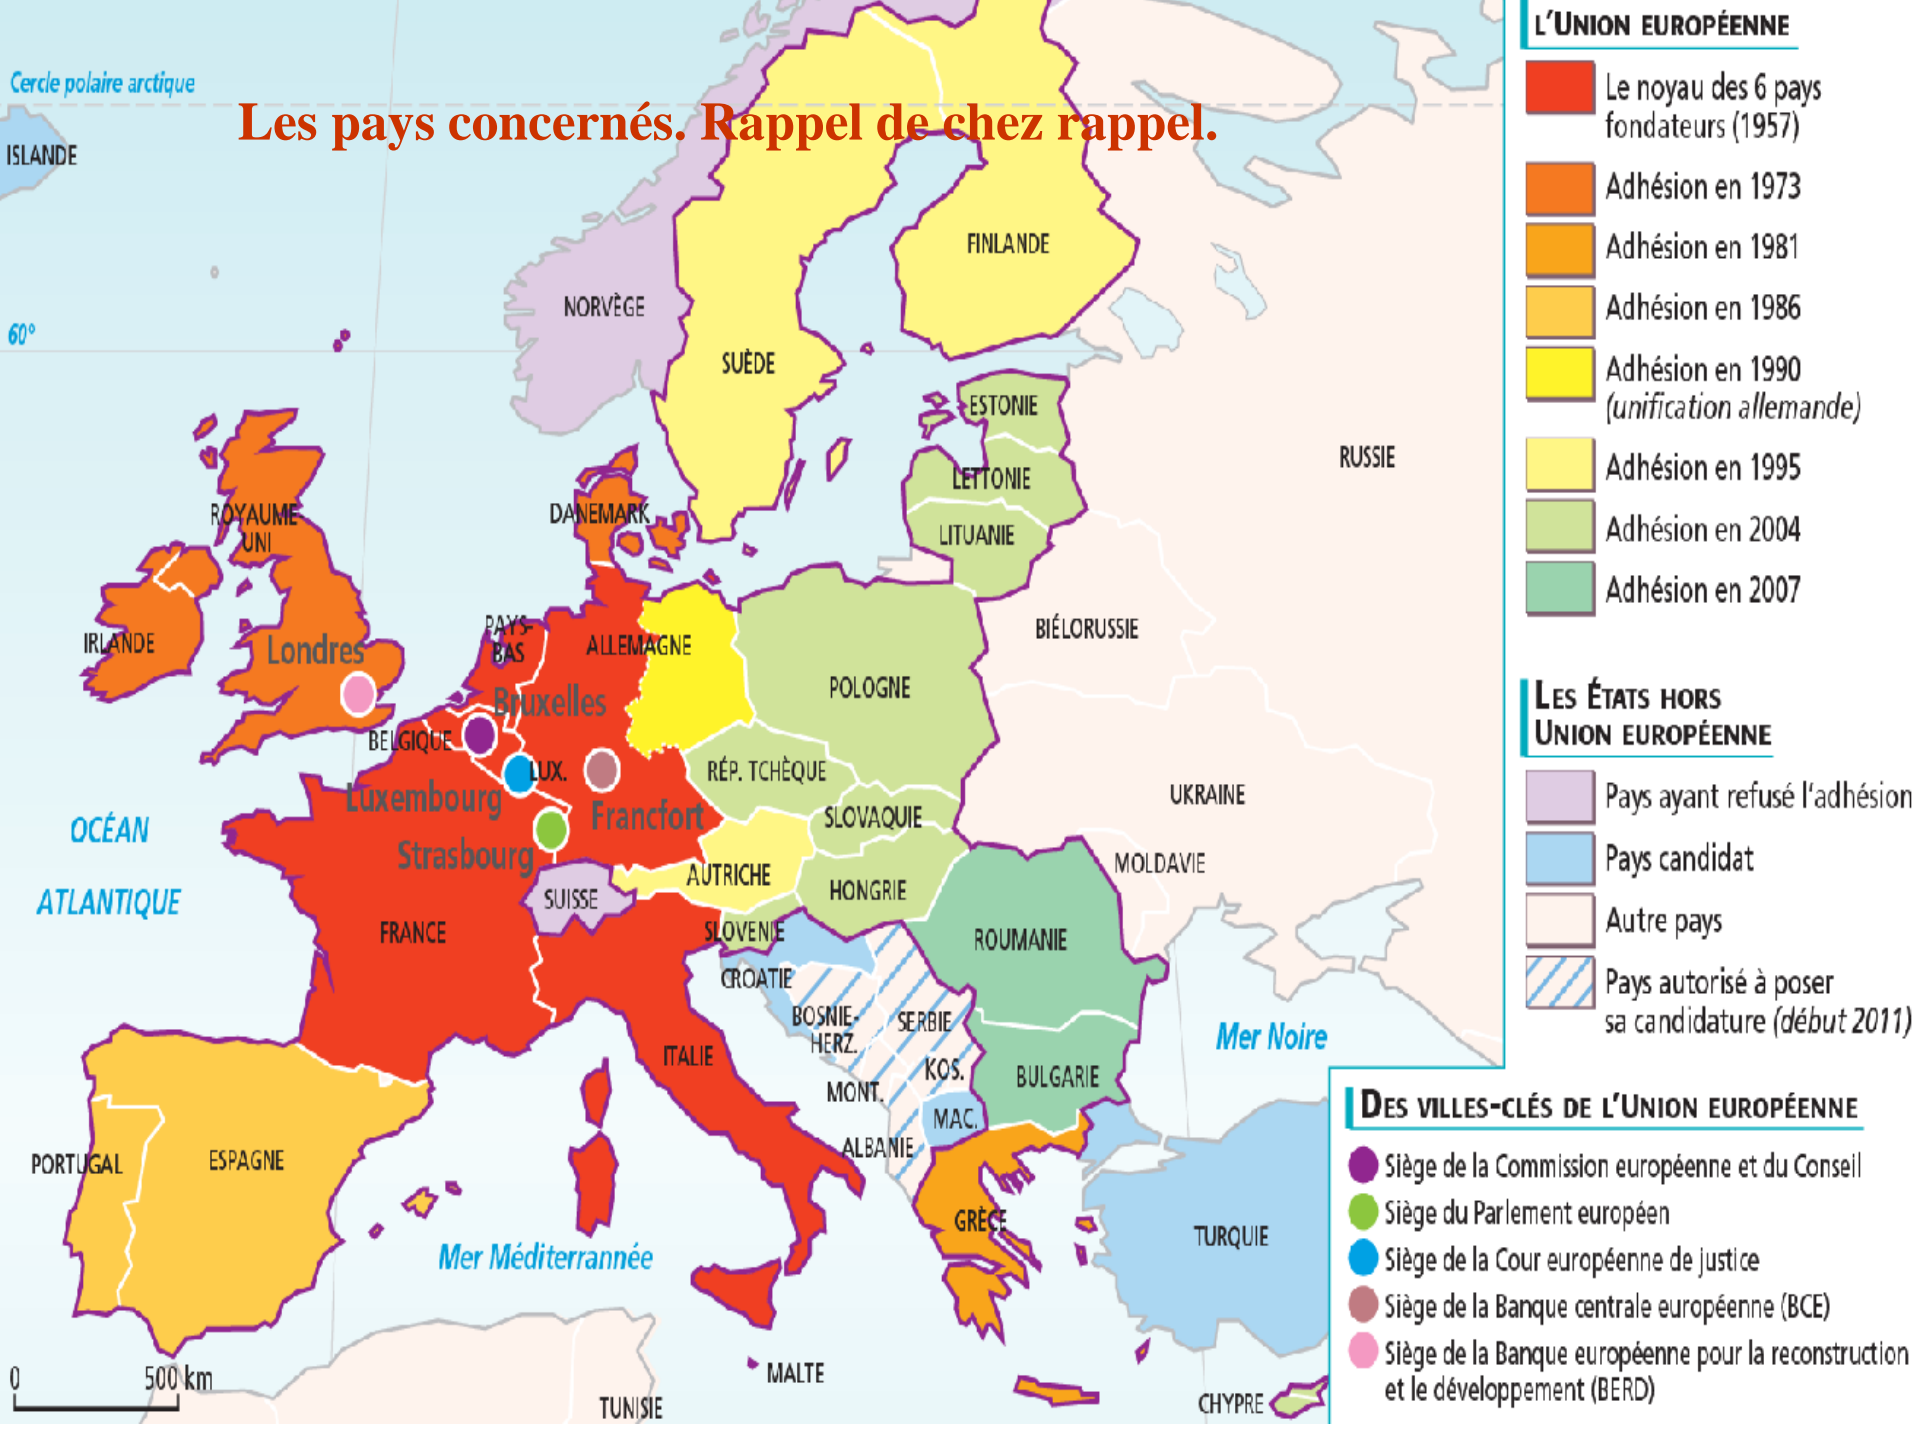 Les pays concernés. Rappel de chez rappel.
Cercle polaire arctique
ISLANDE
60°
NORVÈGE
SUÈDE
FINLANDE
ESTONIE
LETTONIE
LITUANIE
RUSSIE
ROYAUME-
UNI
DANEMARK
IRLANDE
Londres
PAYS-
BAS
ALLEMAGNE
BIÉLORUSSIE
POLOGNE
Bruxelles
BELGIQUE
LUX.
RÉP. TCHÈQUE
UKRAINE
Luxembourg
Francfort
SLOVAQUIE
OCÉAN
ATLANTIQUE
Strasbourg
AUTRICHE
MOLDAVIE
SUISSE
HONGRIE
FRANCE
SLOVENIE
ROUMANIE
CROATIE
BOSNIE-
HERZ.
SERBIE
Mer Noire
ITALIE
KOS.
BULGARIE
MONT.
MAC.
ALBANIE
PORTUGAL
ESPAGNE
GRÈCE
TURQUIE
Mer Méditerrannée
MALTE
CHYPRE
TUNISIE
0 500 km
L'UNION EUROPÉENNE
Le noyau des 6 pays
fondateurs (1957)
Adhésion en 1973
Adhésion en 1981
Adhésion en 1986
Adhésion en 1990
(unification allemande)
Adhésion en 1995
Adhésion en 2004
Adhésion en 2007
LES ÉTATS HORS
UNION EUROPÉENNE
Pays ayant refusé l'adhésion
Pays candidat
Autre pays
Pays autorisé à poser
sa candidature (début 2011)
DES VILLES-CLÉS DE L'UNION EUROPÉENNE
Siège de la Commission européenne et du Conseil
Siège du Parlement européen
Siège de la Cour européenne de justice
Siège de la Banque centrale européenne (BCE)
Siège de la Banque européenne pour la reconstruction
et le développement (BERD)